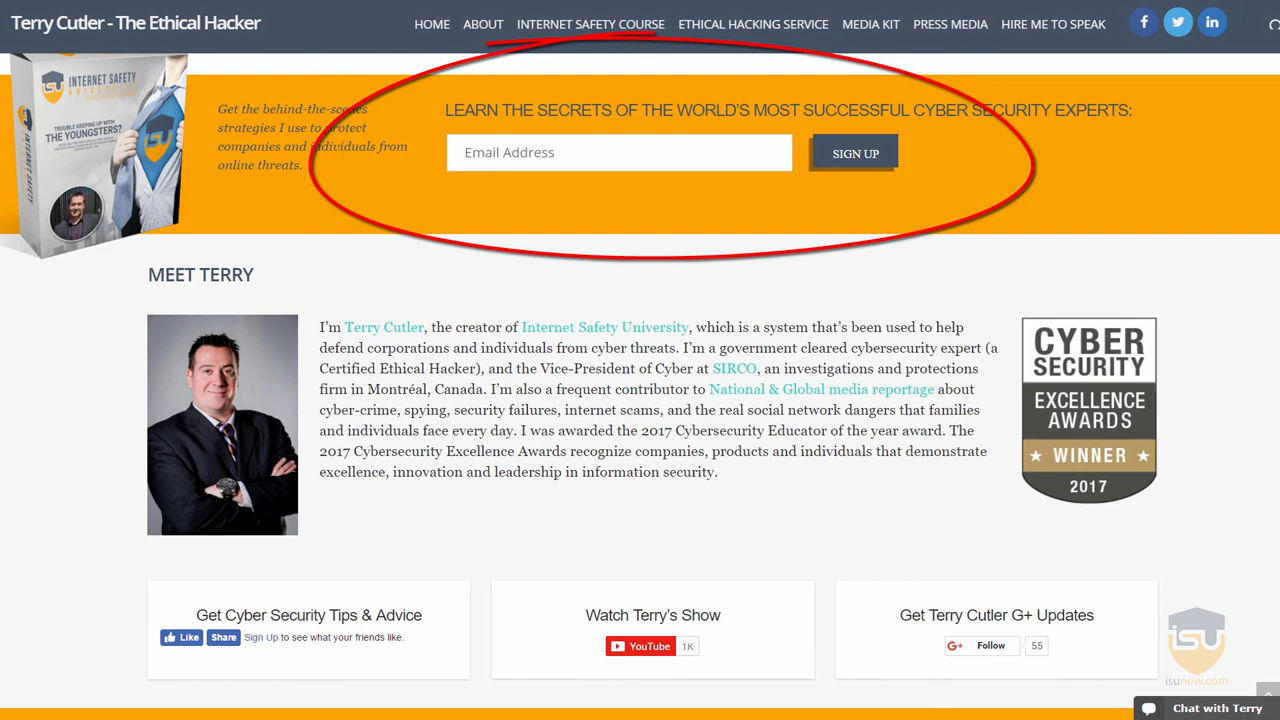 Terry Cutler - The Ethical Hacker
HOME ABOUT INTERNET SAFETY COURSE ETHICAL HACKING SERVICE MEDIA KIT PRESS MEDIA HIRE ME TO SPEAK
INTERNET SAFETY
UNIVERSITY
TROUBLE KEEPING UP WITH
THE YOUNGSTERS?
INTERNET SAFETY
isu
Get the behind-the-scenes
strategies I use to protect
companies and individuals from
online threats.
LEARN THE SECRETS OF THE WORLD'S MOST SUCCESSFUL CYBER SECURITY EXPERTS:
Email Address
SIGN UP
MEET TERRY
I'm Terry Cutler, the creator of Internet Safety University, which is a system that's been used to help
defend corporations and individuals from cyber threats. I'm a government cleared cybersecurity expert (a
Certified Ethical Hacker), and the Vice-President of Cyber at SIRCO, an investigations and protections
firm in Montréal, Canada. I'm also a frequent contributor to National & Global media reportage about
cyber-crime, spying, security failures, internet scams, and the real social network dangers that families
and individuals face every day. I was awarded the 2017 Cybersecurity Educator of the year award. The
2017 Cybersecurity Excellence Awards recognize companies, products and individuals that demonstrate
excellence, innovation and leadership in information security.
CYBER
SECURITY
EXCELLENCE
AWARDS
WINNER
2017
Get Cyber Security Tips & Advice
Like Share Sign Up to see what your friends like.
Watch Terry's Show
YouTube 1K
Get Terry Cutler G+ Updates
G+ Follow 55
isu
isunow.com
Chat with Terry